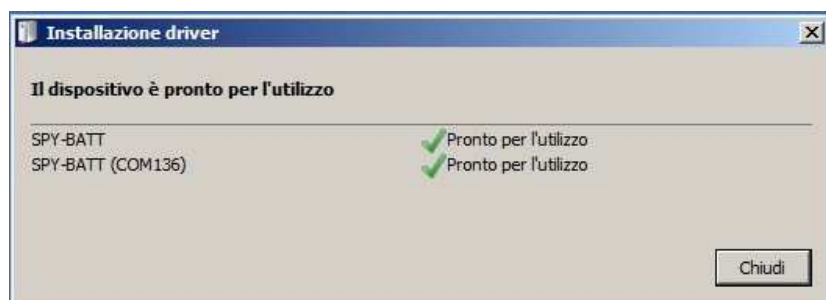 Installazione driver
Il dispositivo è pronto per l'utilizzo
SPY-BATT Pronto per l'utilizzo
SPY-BATT (COM136) Pronto per l'utilizzo
Chiudi